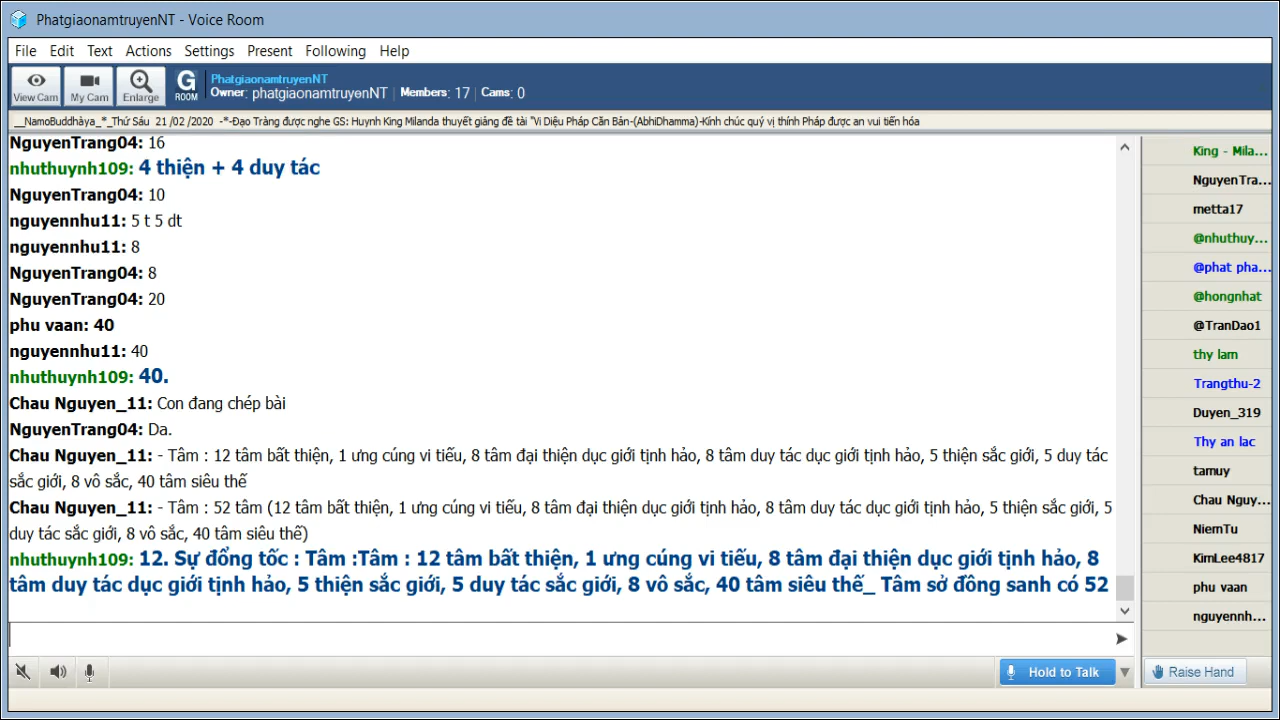 PhatgiaonamtruyenNT - Voice Room
File Edit Text Actions Settings Present Following Help
View Cam My Cam Enlarge G ROOM
PhatgiaonamtruyenNT
Owner: phatgiaonamtruyenNT Members: 17 Cams: 0
__NamoBuddhàya_*_Thứ Sáu 21 /02 /2020 -*-Đạo Tràng được nghe GS: Huynh King Milanda thuyết giảng đề tài "Vi Diệu Pháp Căn Bản-(AbhiDhamma)-Kính chúc quý vị thính Pháp được an vui tiến hóa
NguyenTrang04: 16
nhuthuynh109: 4 thiện + 4 duy tác
NguyenTrang04: 10
nguyennhu11: 5 t 5 dt
nguyennhu11: 8
NguyenTrang04: 8
NguyenTrang04: 20
phu vaan: 40
nguyennhu11: 40
nhuthuynh109: 40.
Chau Nguyen_11: Con đang chép bài
NguyenTrang04: Da.
Chau Nguyen_11: - Tâm : 12 tâm bất thiện, 1 ưng cúng vi tiếu, 8 tâm đại thiện dục giới tịnh hảo, 8 tâm duy tác dục giới tịnh hảo, 5 thiện sắc giới, 5 duy tác
sắc giới, 8 vô sắc, 40 tâm siêu thế
Chau Nguyen_11: - Tâm : 52 tâm (12 tâm bất thiện, 1 ưng cúng vi tiếu, 8 tâm đại thiện dục giới tịnh hảo, 8 tâm duy tác dục giới tịnh hảo, 5 thiện sắc giới, 5
duy tác sắc giới, 8 vô sắc, 40 tâm siêu thế)
nhuthuynh109: 12. Sự đổng tốc : Tâm :Tâm : 12 tâm bất thiện, 1 ưng cúng vi tiếu, 8 tâm đại thiện dục giới tịnh hảo, 8
tâm duy tác dục giới tịnh hảo, 5 thiện sắc giới, 5 duy tác sắc giới, 8 vô sắc, 40 tâm siêu thế_ Tâm sở đồng sanh có 52
King - Mila...
NguyenTra...
metta17
@nhuthuy...
@phat pha...
@hongnhat
@TranDao1
thy lam
Trangthu-2
Duyen_319
Thy an lac
tamuy
Chau Nguy...
NiemTu
KimLee4817
phu vaan
nguyennh...
Hold to Talk
Raise Hand